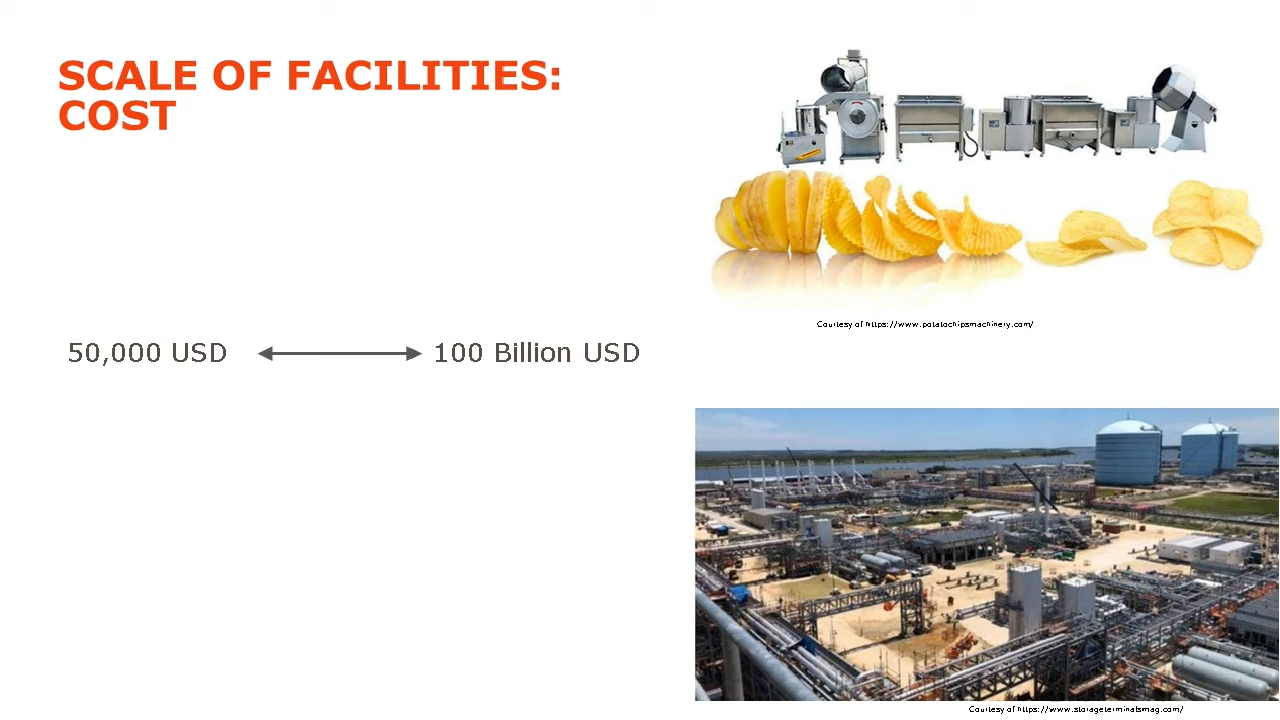 SCALE OF FACILITIES:
COST
Courtesy of https://www.potatochipsmachinery.com/
50,000 USD
100 Billion USD
Courtesy of https://www.storageterminalsmag.com/